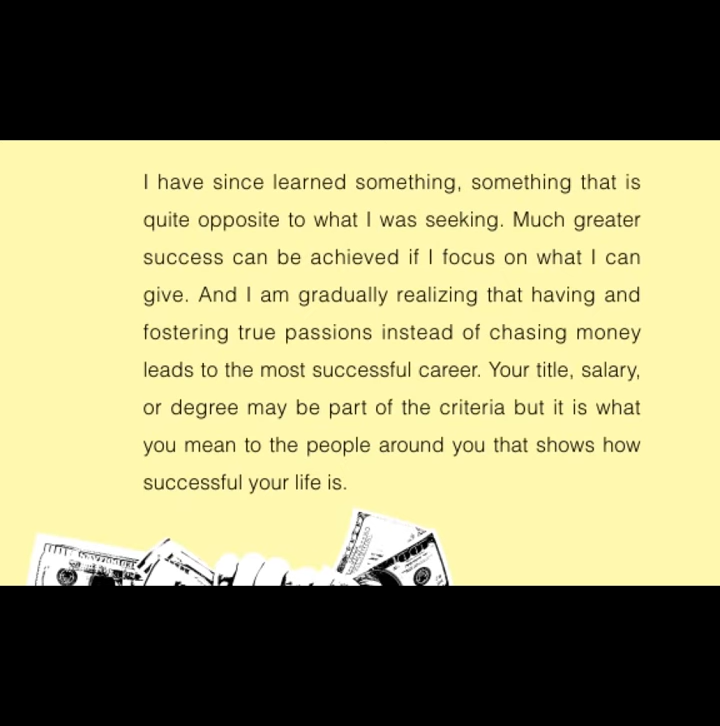 I have since learned something, something that is
quite opposite to what I was seeking. Much greater
success can be achieved if I focus on what I can
give. And I am gradually realizing that having and
fostering true passions instead of chasing money
leads to the most successful career. Your title, salary,
or degree may be part of the criteria but it is what
you mean to the people around you that shows how
successful your life is.